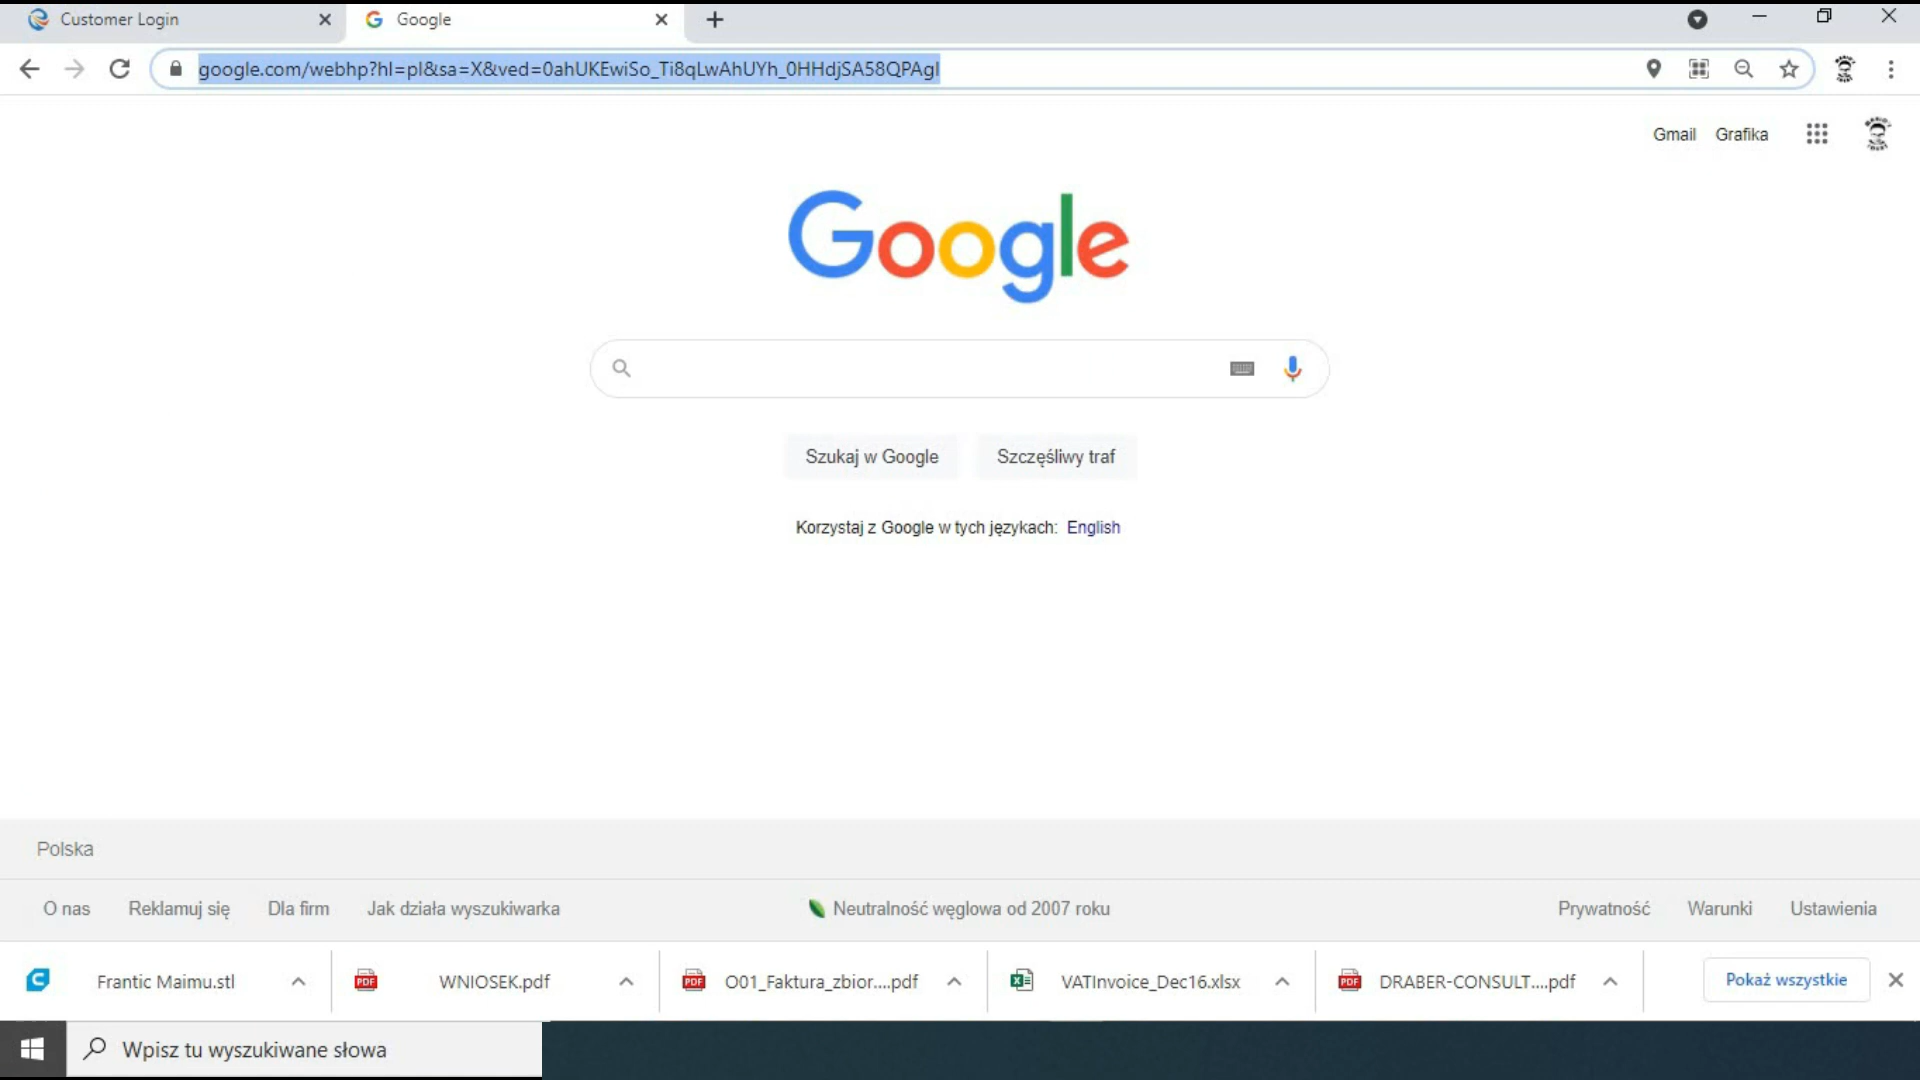 Customer Login
Google
google.com/webhp?hl=pl&sa=X&ved=0ahUKEwiSo_Ti8qLwAhUYh_0HHdjSA58QPAgI
Gmail Grafika
Google
Szukaj w Google Szczęśliwy traf
Korzystaj z Google w tych językach: English
Polska
O nas Reklamuj się Dla firm Jak działa wyszukiwarka Neutralność węglowa od 2007 roku Prywatność Warunki Ustawienia
Frantic Maimu.stl WNIOSEK.pdf O01_Faktura_zbior....pdf VATInvoice_Dec16.xlsx DRABER-CONSULT....pdf Pokaż wszystkie
Wpisz tu wyszukiwane słowa